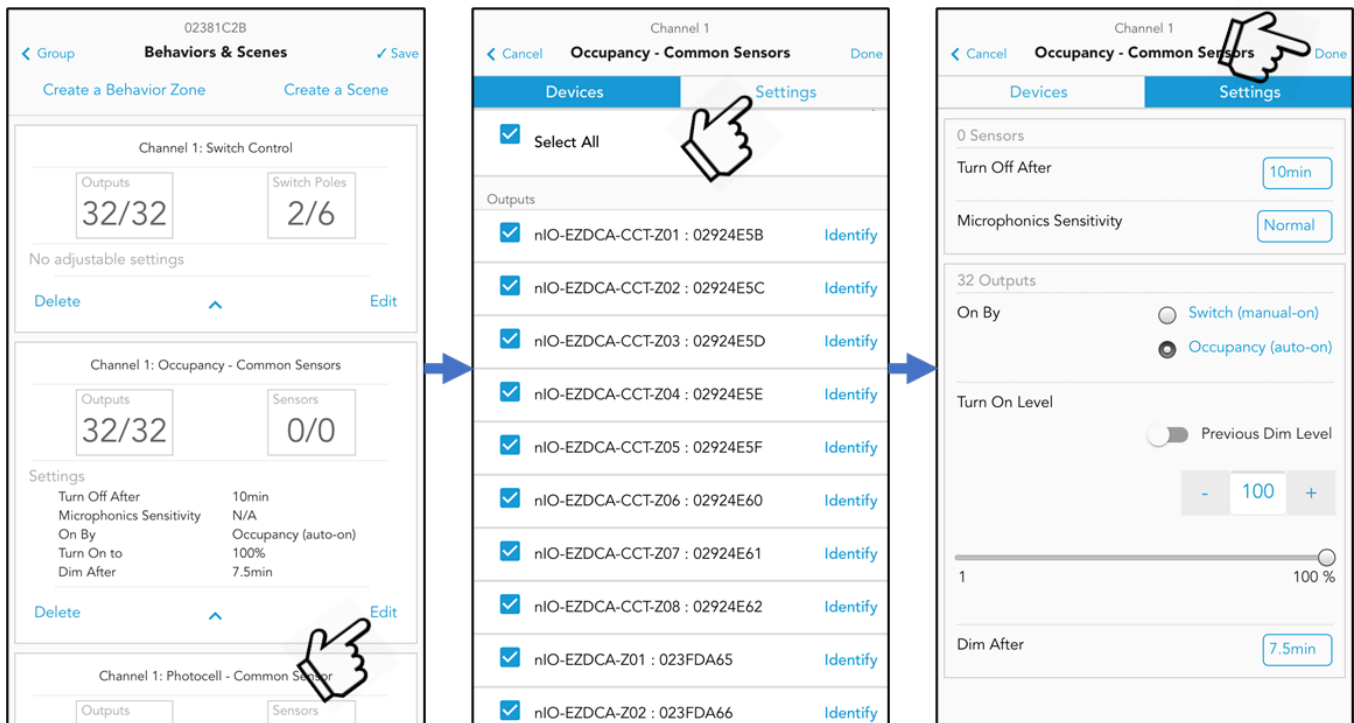 02381C2B
Group
Behaviors & Scenes
✓ Save
Create a Behavior Zone
Create a Scene
Channel 1: Switch Control
Outputs
Switch Poles
32/32
2/6
No adjustable settings
Delete
Edit
Channel 1: Occupancy - Common Sensors
Outputs
Sensors
32/32
0/0
Settings
Turn Off After 10min
Microphonics Sensitivity N/A
On By Occupancy (auto-on)
Turn On to 100%
Dim After 7.5min
Delete
Edit
Channel 1: Photocell - Common Sensor
Outputs
Sensors
Channel 1
Cancel
Occupancy - Common Sensors
Done
Devices
Settings
Select All
Outputs
nIO-EZDCA-CCT-Z01 : 02924E5B Identify
nIO-EZDCA-CCT-Z02 : 02924E5C Identify
nIO-EZDCA-CCT-Z03 : 02924E5D Identify
nIO-EZDCA-CCT-Z04 : 02924E5E Identify
nIO-EZDCA-CCT-Z05 : 02924E5F Identify
nIO-EZDCA-CCT-Z06 : 02924E60 Identify
nIO-EZDCA-CCT-Z07 : 02924E61 Identify
nIO-EZDCA-CCT-Z08 : 02924E62 Identify
nIO-EZDCA-Z01 : 023FDA65 Identify
nIO-EZDCA-Z02 : 023FDA66 Identify
Channel 1
Cancel
Occupancy - Common Sensors
Done
Devices
Settings
0 Sensors
Turn Off After 10min
Microphonics Sensitivity Normal
32 Outputs
On By Switch (manual-on)
Occupancy (auto-on)
Turn On Level
Previous Dim Level
- 100 +
1 100 %
Dim After 7.5min